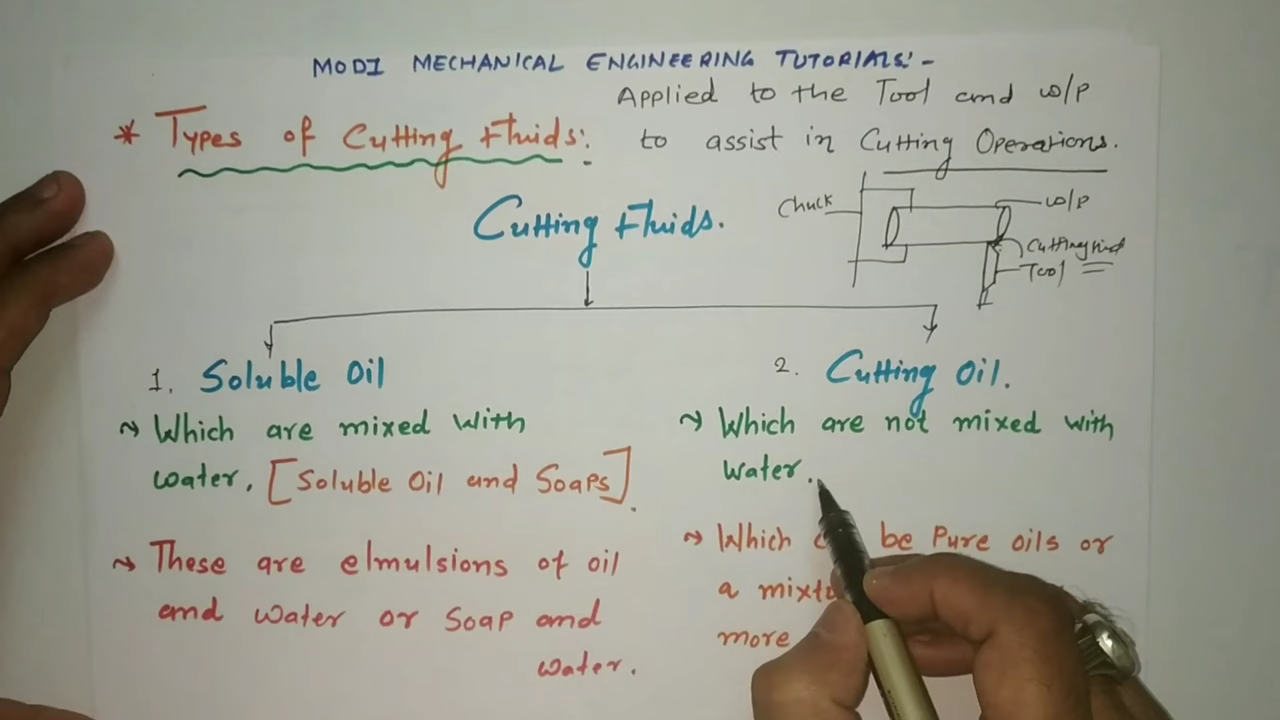 MODI MECHANICAL ENGINEERING TUTORIALS:-
* Types of Cutting Fluids:
Applied to the Tool and w/p
to assist in Cutting Operations.
Cutting Fluids.
Chuck
w/p
Tool
1. Soluble Oil
~ Which are mixed with
water. [Soluble Oil and Soaps].
~ These are elmulsions of oil
and water or Soap and
water.
2. Cutting Oil.
~ Which are not mixed with
water.
~ Which be Pure oils or
a
more